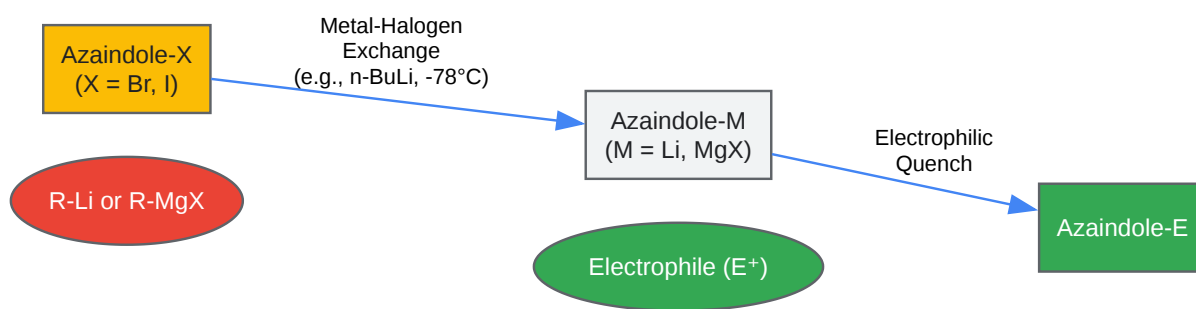 Azaindole-X
(X = Br, I)
Metal-Halogen
Exchange
(e.g., n-BuLi, -78°C)
R-Li or R-MgX
Azaindole-M
(M = Li, MgX)
Electrophile (E⁺)
Electrophilic
Quench
Azaindole-E